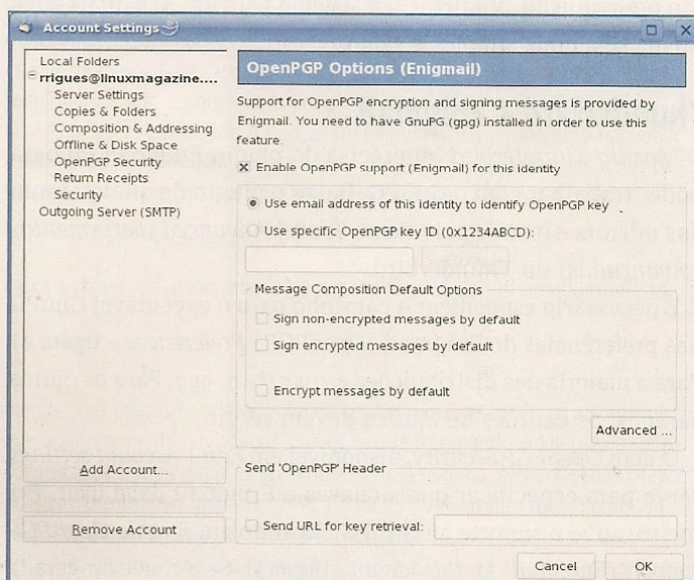 Account Settings
Local Folders
rrigues@linuxmagazine....
Server Settings
Copies & Folders
Composition & Addressing
Offline & Disk Space
OpenPGP Security
Return Receipts
Security
Outgoing Server (SMTP)
Add Account...
Remove Account
OpenPGP Options (Enigmail)
Support for OpenPGP encryption and signing messages is provided by
Enigmail. You need to have GnuPG (gpg) installed in order to use this
feature.
Enable OpenPGP support (Enigmail) for this identity
Use email address of this identity to identify OpenPGP key
Use specific OpenPGP key ID (0x1234ABCD):
Message Composition Default Options
Sign non-encrypted messages by default
Sign encrypted messages by default
Encrypt messages by default
Advanced ...
Send 'OpenPGP' Header
Send URL for key retrieval:
Cancel
OK